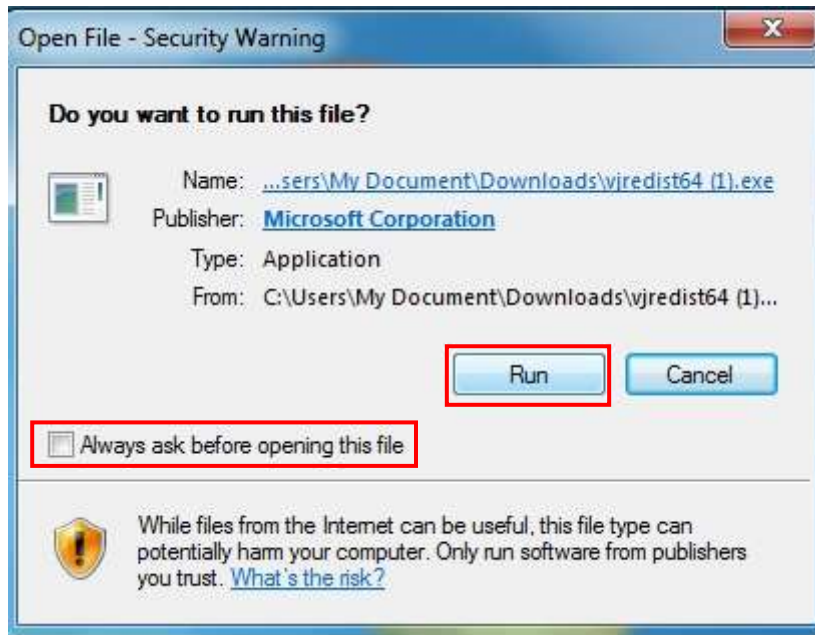 Open File - Security Warning
Do you want to run this file?
Name: ...sers\My Document\Downloads\vjredist64 (1).exe
Publisher: Microsoft Corporation
Type: Application
From: C:\Users\My Document\Downloads\vjredist64 (1)...
Run Cancel
Always ask before opening this file
While files from the Internet can be useful, this file type can
potentially harm your computer. Only run software from publishers
you trust. What's the risk?